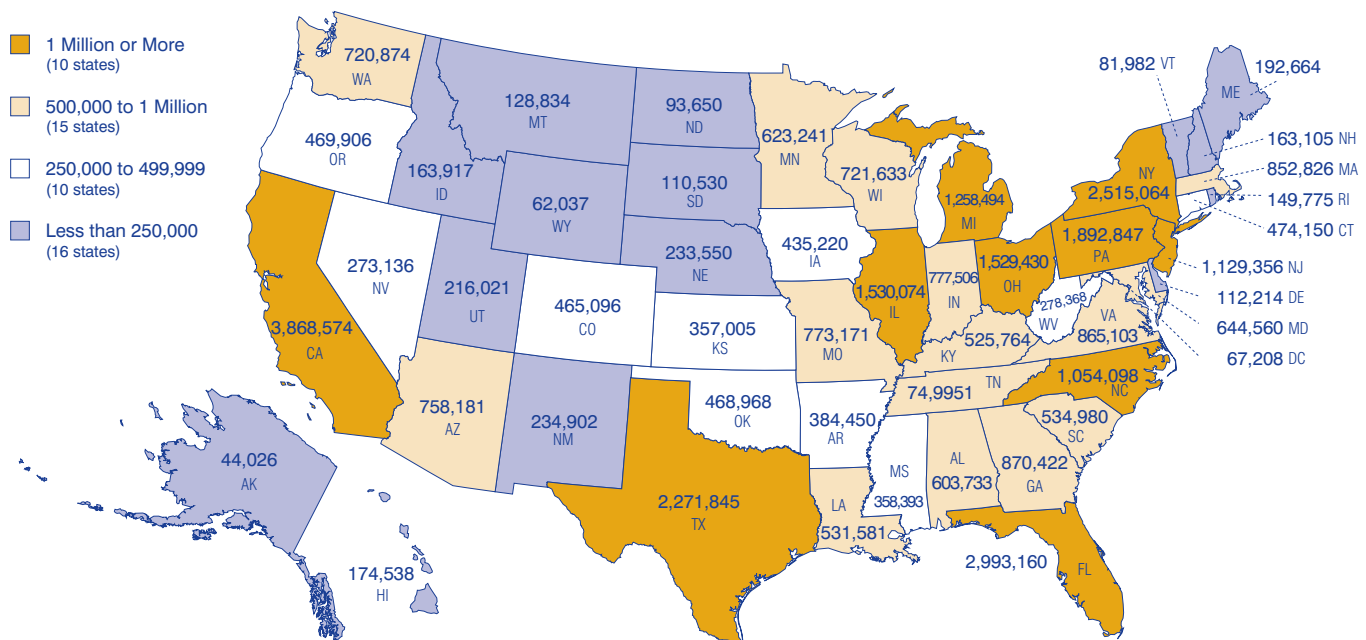 1 Million or More
(10 states)
500,000 to 1 Million
(15 states)
250,000 to 499,999
(10 states)
Less than 250,000
(16 states)
720,874
WA
469,906
OR
3,868,574
CA
273,136
NV
163,917
ID
128,834
MT
62,037
WY
216,021
UT
465,096
CO
758,181
AZ
234,902
NM
93,650
ND
110,530
SD
233,550
NE
357,005
KS
468,968
OK
2,271,845
TX
623,241
MN
435,220
IA
773,171
MO
384,450
AR
LA
531,581
721,633
WI
1,530,074
IL
1,258,494
MI
777,506
IN
1,529,430
OH
KY 525,764
74,9951 TN
MS
358,393
AL
603,733
870,422
GA
2,993,160
FL
534,980
SC
1,054,098
NC
VA
865,103
278,368
WV
1,892,847
PA
NY
2,515,064
81,982 VT
ME
192,664
163,105 NH
852,826 MA
149,775 RI
474,150 CT
1,129,356 NJ
112,214 DE
644,560 MD
67,208 DC
44,026
AK
174,538
HI